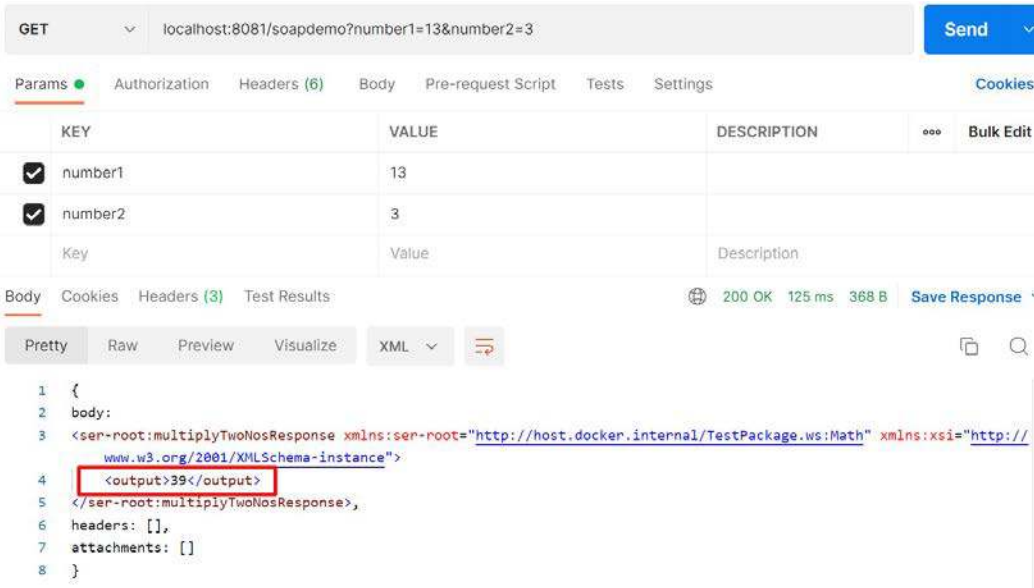 GET localhost:8081/soapdemo?number1=13&number2=3 Send
Params Authorization Headers (6) Body Pre-request Script Tests Settings Cookies
KEY VALUE DESCRIPTION ooo Bulk Edit
number1 13
number2 3
Key Value Description
Body Cookies Headers (3) Test Results 200 OK 125 ms 368 B Save Response
Pretty Raw Preview Visualize XML
1 {
2 body:
3 <ser-root:multiplyTwoNosResponse xmlns:ser-root="http://host.docker.internal/TestPackage.ws:Math" xmlns:xsi="http://
www.w3.org/2001/XMLSchema-instance">
4 <output>39</output>
5 </ser-root:multiplyTwoNosResponse>,
6 headers: [],
7 attachments: []
8 }